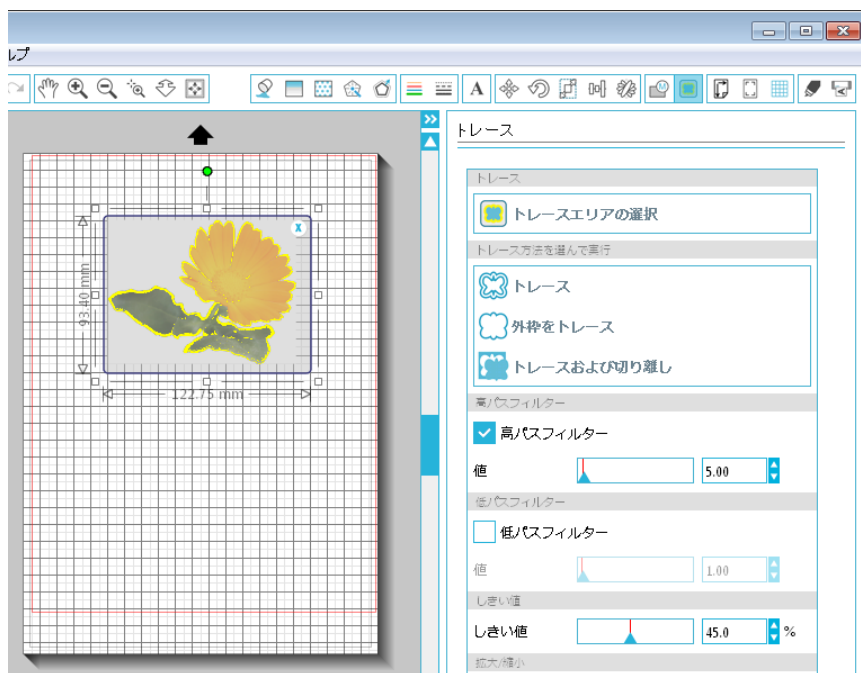 ルプ
A
トレース
トレース
トレースエリアの選択
トレース方法を選んで実行
トレース
外枠をトレース
トレースおよび切り離し
高パスフィルター
高パスフィルター
値
5.00
低パスフィルター
低パスフィルター
値
1.00
しきい値
しきい値
45.0
%
拡大/縮小
X
93.40 mm
122.75 mm